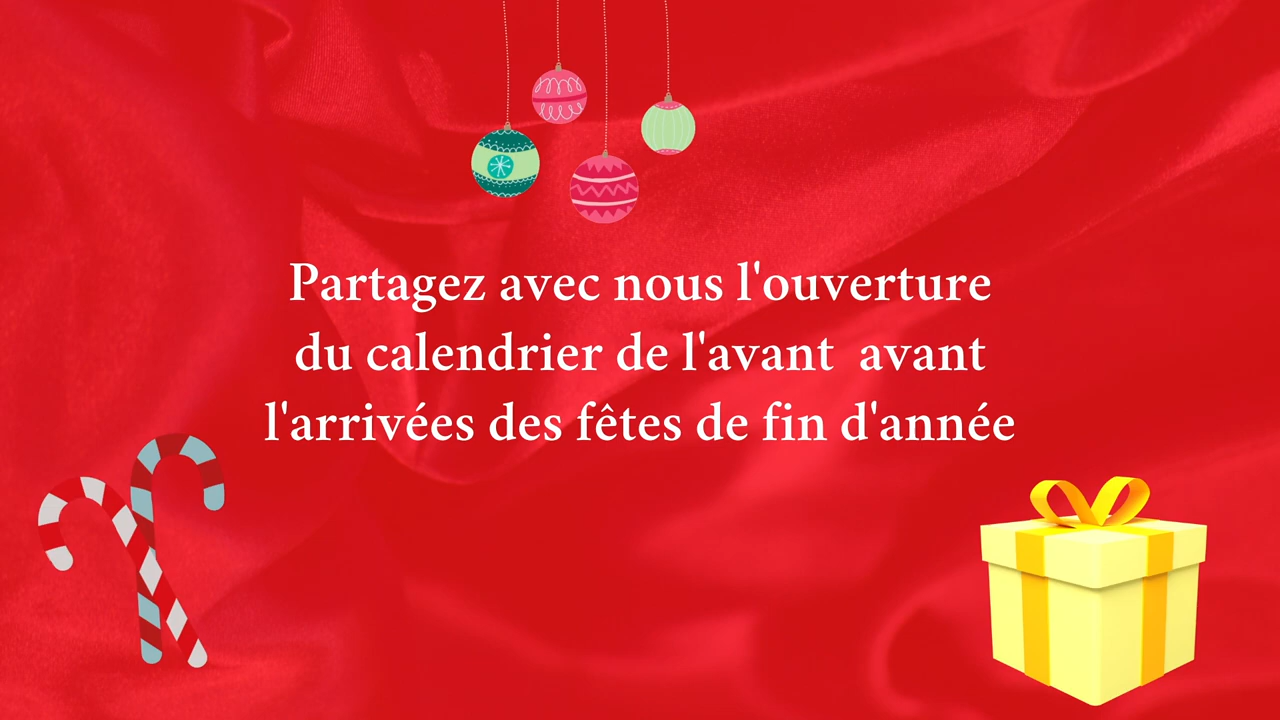 Partagez avec nous l'ouverture
du calendrier de l'avant  avant
l'arrivées des fêtes de fin d'année